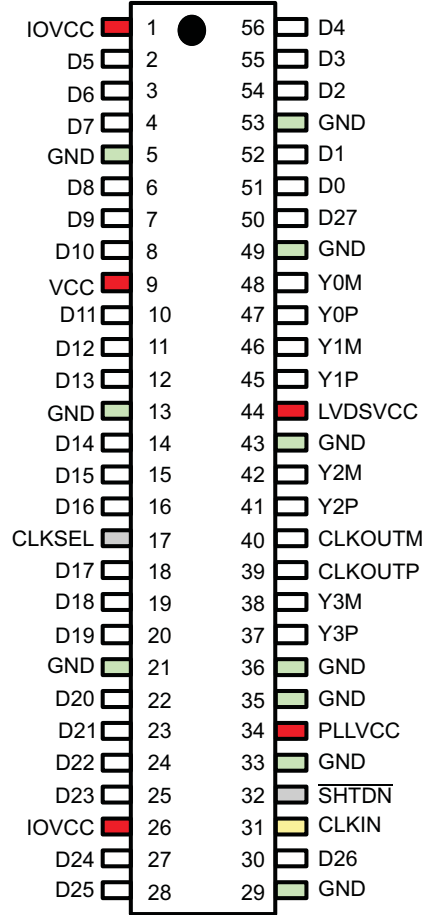 IOVCC 1 56 D4
D5 2 55 D3
D6 3 54 D2
D7 4 53 GND
GND 5 52 D1
D8 6 51 D0
D9 7 50 D27
D10 8 49 GND
VCC 9 48 Y0M
D11 10 47 Y0P
D12 11 46 Y1M
D13 12 45 Y1P
GND 13 44 LVDSVCC
D14 14 43 GND
D15 15 42 Y2M
D16 16 41 Y2P
CLKSEL 17 40 CLKOUTM
D17 18 39 CLKOUTP
D18 19 38 Y3M
D19 20 37 Y3P
GND 21 36 GND
D20 22 35 GND
D21 23 34 PLLVCC
D22 24 33 GND
D23 25 32 SHTDN
IOVCC 26 31 CLKIN
D24 27 30 D26
D25 28 29 GND